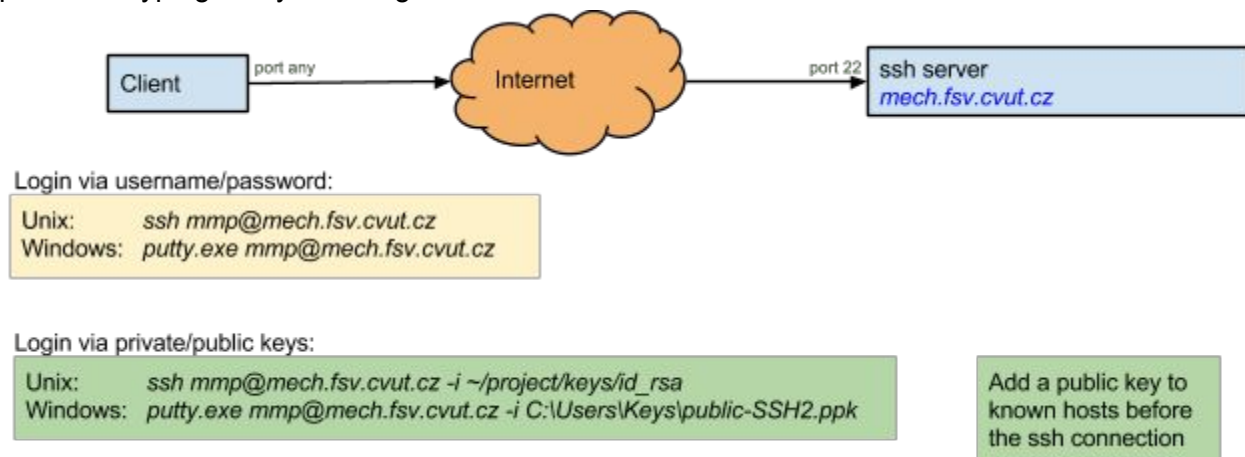 Client
port any
Internet
port 22
ssh server
mech.fsv.cvut.cz
Login via username/password:
Unix: ssh mmp@mech.fsv.cvut.cz
Windows: putty.exe mmp@mech.fsv.cvut.cz
Login via private/public keys:
Unix: ssh mmp@mech.fsv.cvut.cz -i ~/project/keys/id_rsa
Windows: putty.exe mmp@mech.fsv.cvut.cz -i C:\Users\Keys\public-SSH2.ppk
Add a public key to
known hosts before
the ssh connection